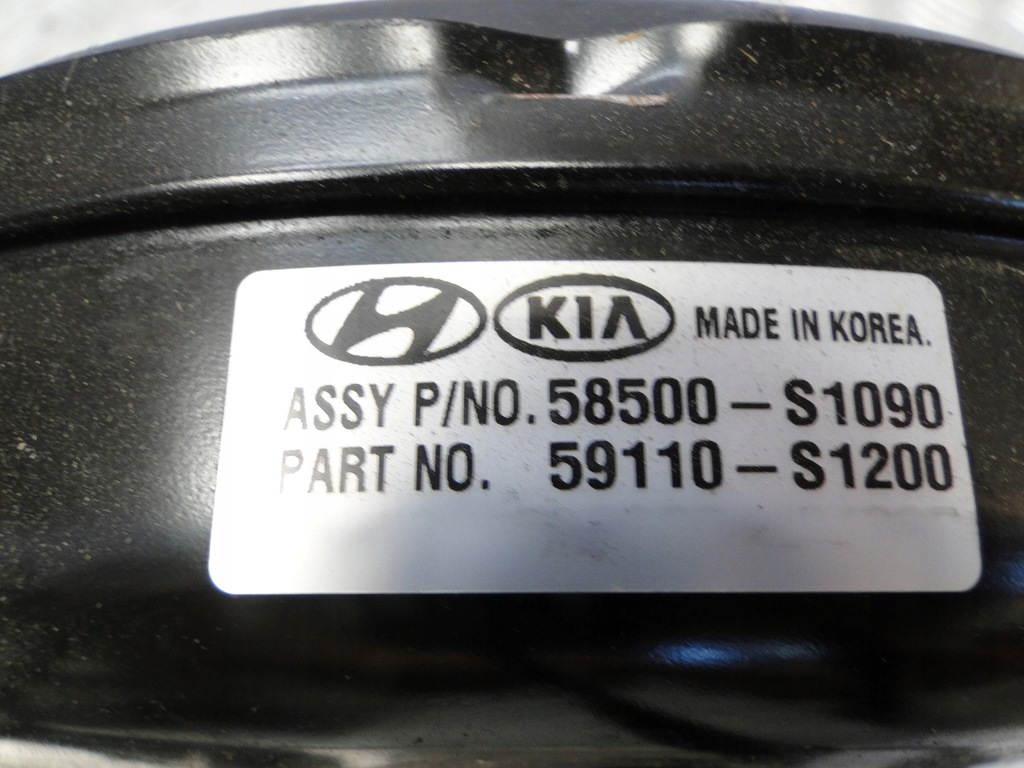 KIA MADE IN KOREA.
ASSY P/NO. 58500-S1090
PART NO. 59110-S1200